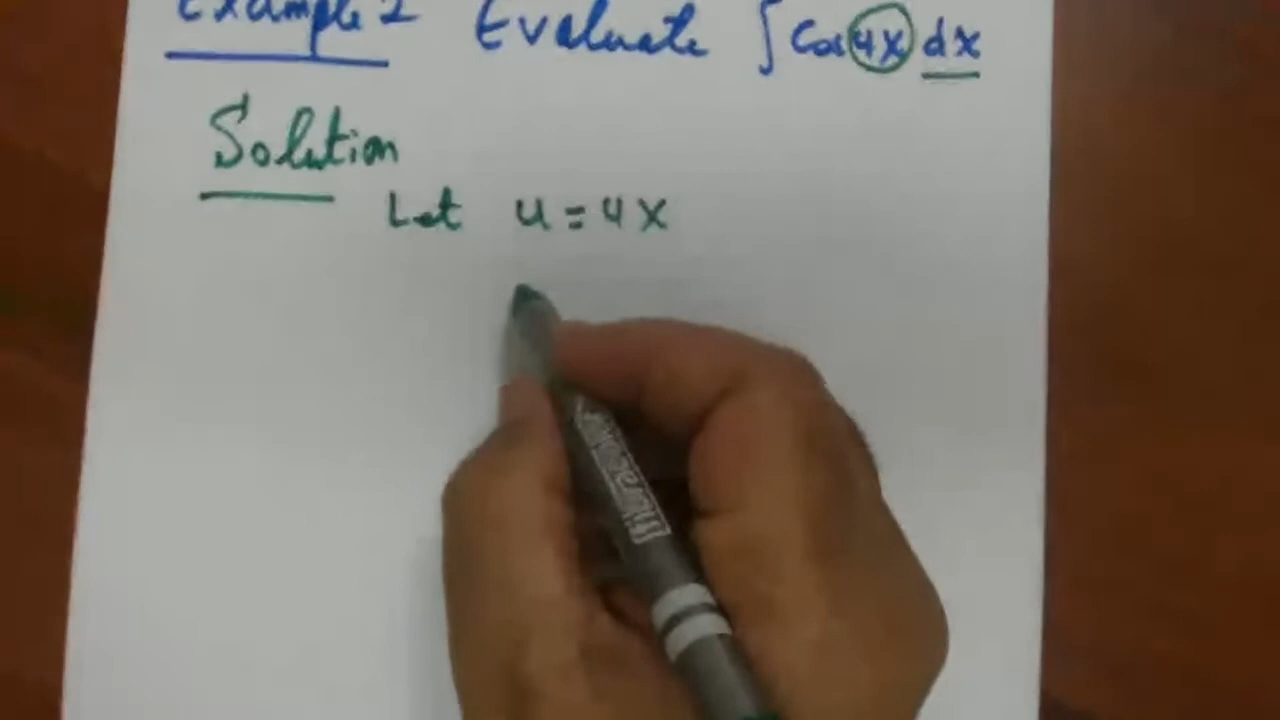 Example 2 Evaluate ∫ Cos 4x dx
Solution
Let u = 4x